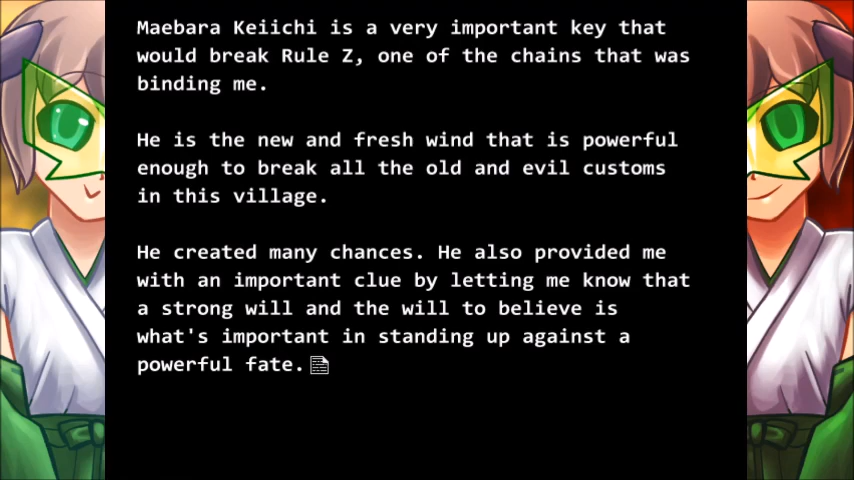 Maebara Keiichi is a very important key that
would break Rule Z, one of the chains that was
binding me.
He is the new and fresh wind that is powerful
enough to break all the old and evil customs
in this village.
He created many chances. He also provided me
with an important clue by letting me know that
a strong will and the will to believe is
what's important in standing up against a
powerful fate.